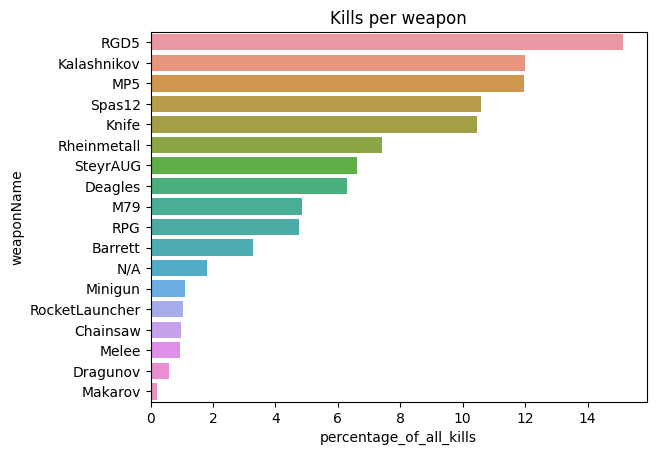 Kills per weapon
weaponName
RGD5
Kalashnikov
MP5
Spas12
Knife
Rheinmetall
SteyrAUG
Deagles
M79
RPG
Barrett
N/A
Minigun
RocketLauncher
Chainsaw
Melee
Dragunov
Makarov
0 2 4 6 8 10 12 14
percentage_of_all_kills